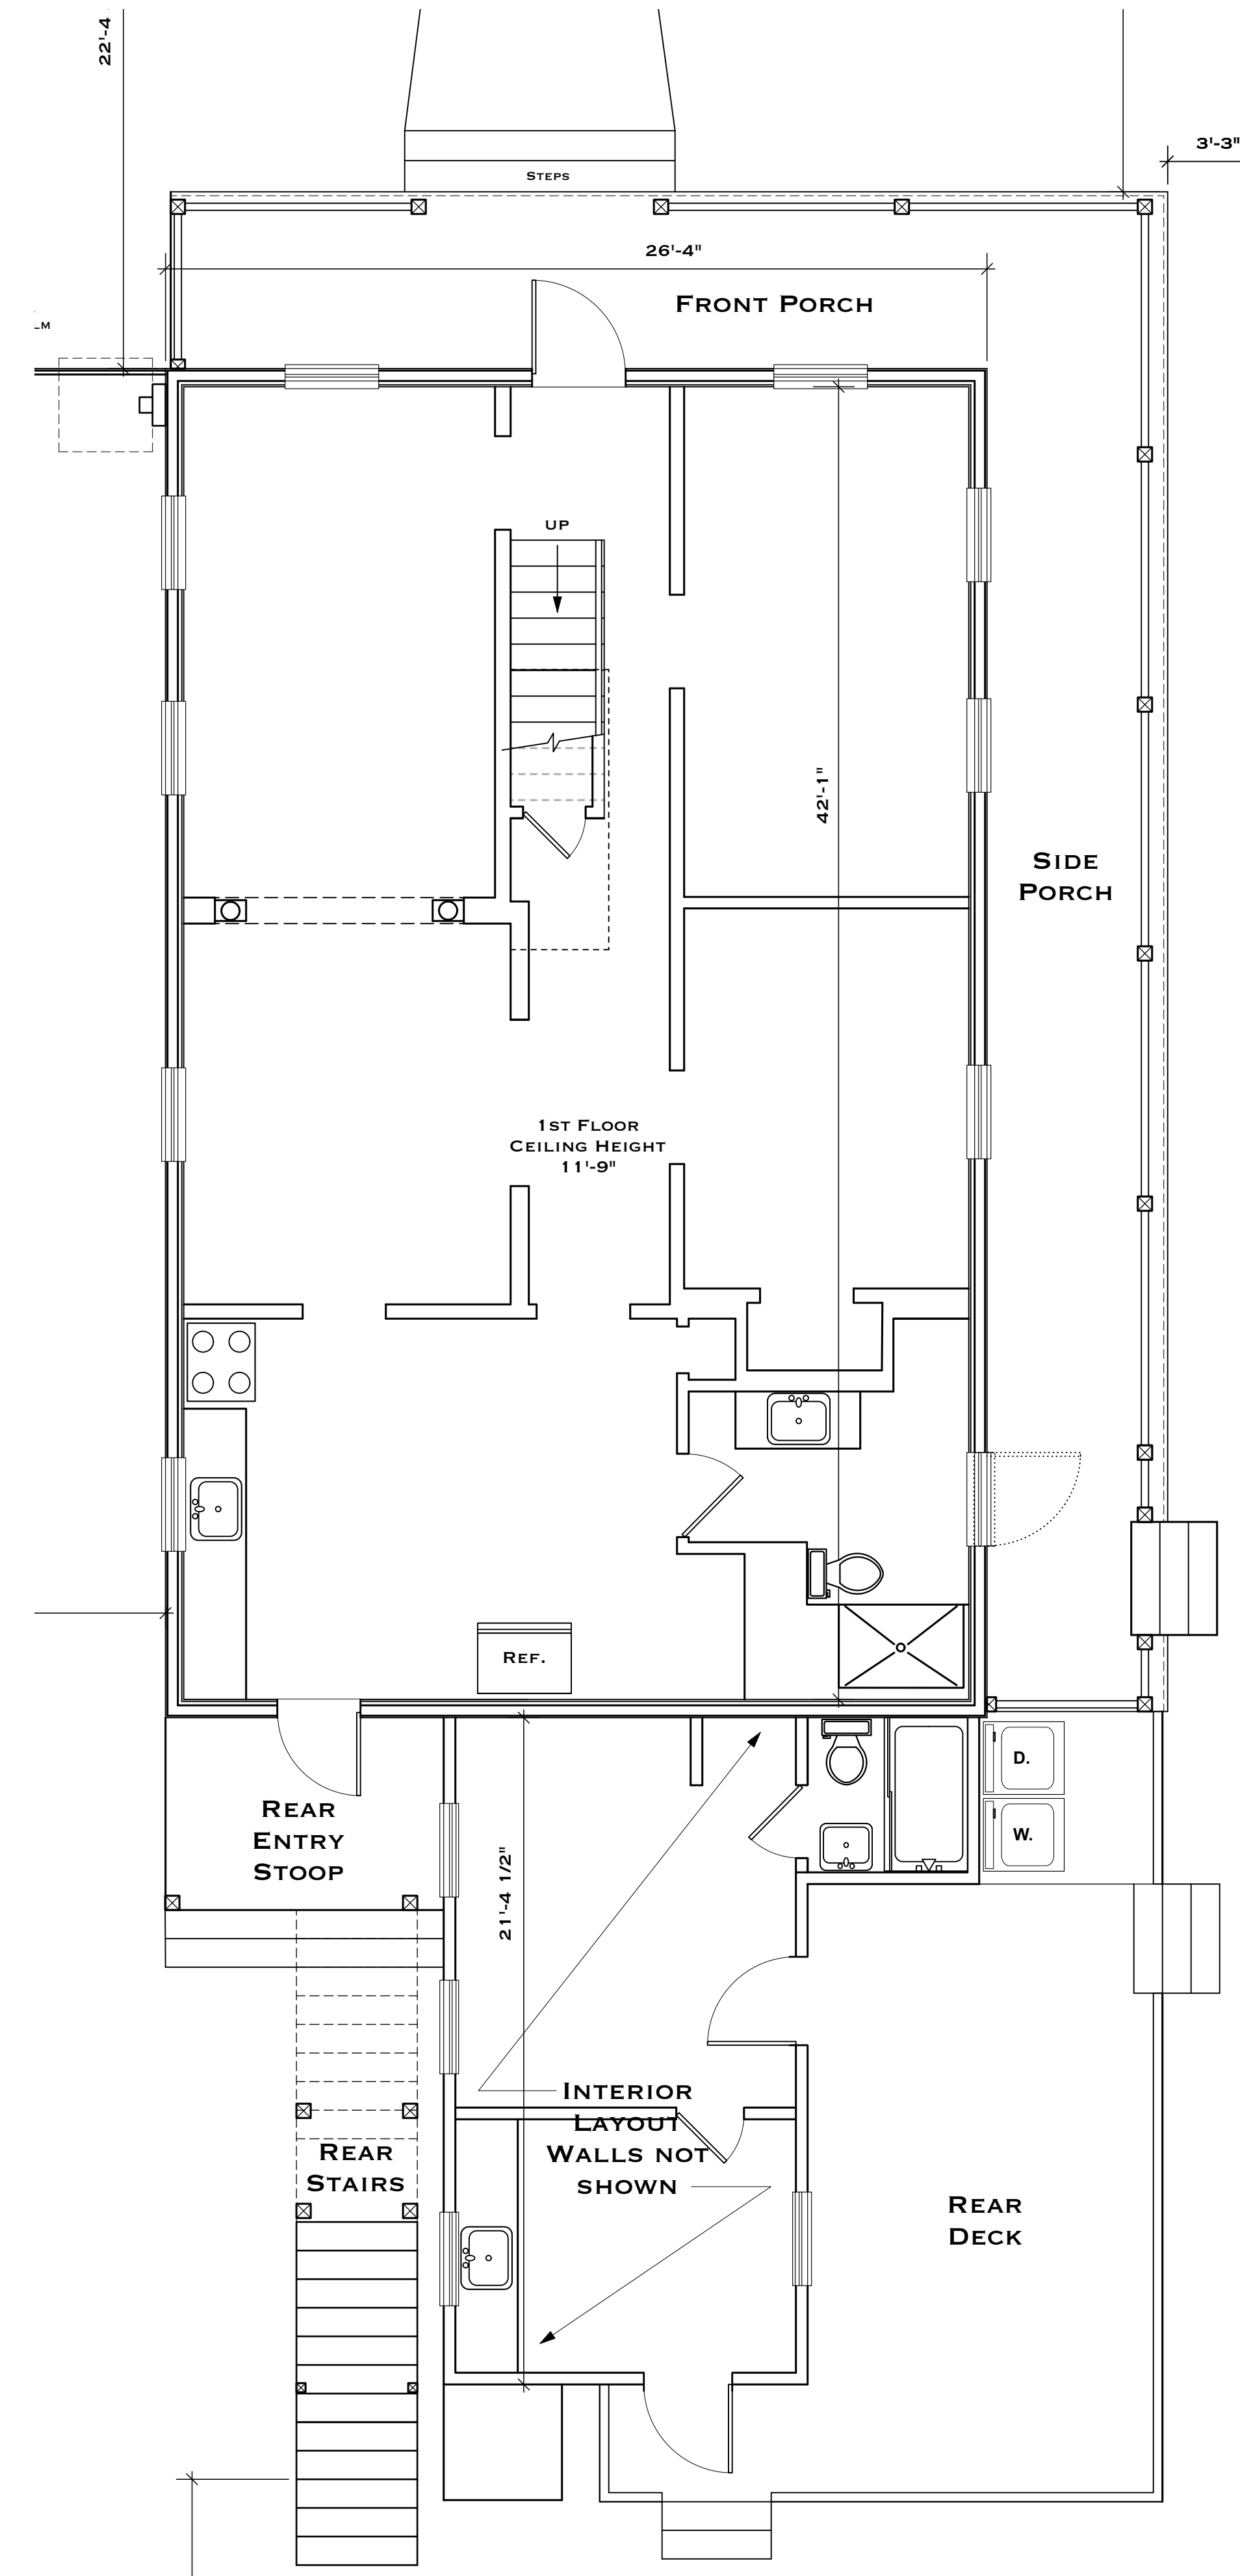 22'-4
STEPS
3'-3"
26'-4"
FRONT PORCH
LM
UP
42'-1"
SIDE
PORCH
1ST FLOOR
CEILING HEIGHT
11'-9"
REF.
D.
W.
REAR
ENTRY
STOOP
21'-4 1/2"
INTERIOR
LAYOUT
WALLS NOT
SHOWN
REAR
STAIRS
REAR
DECK